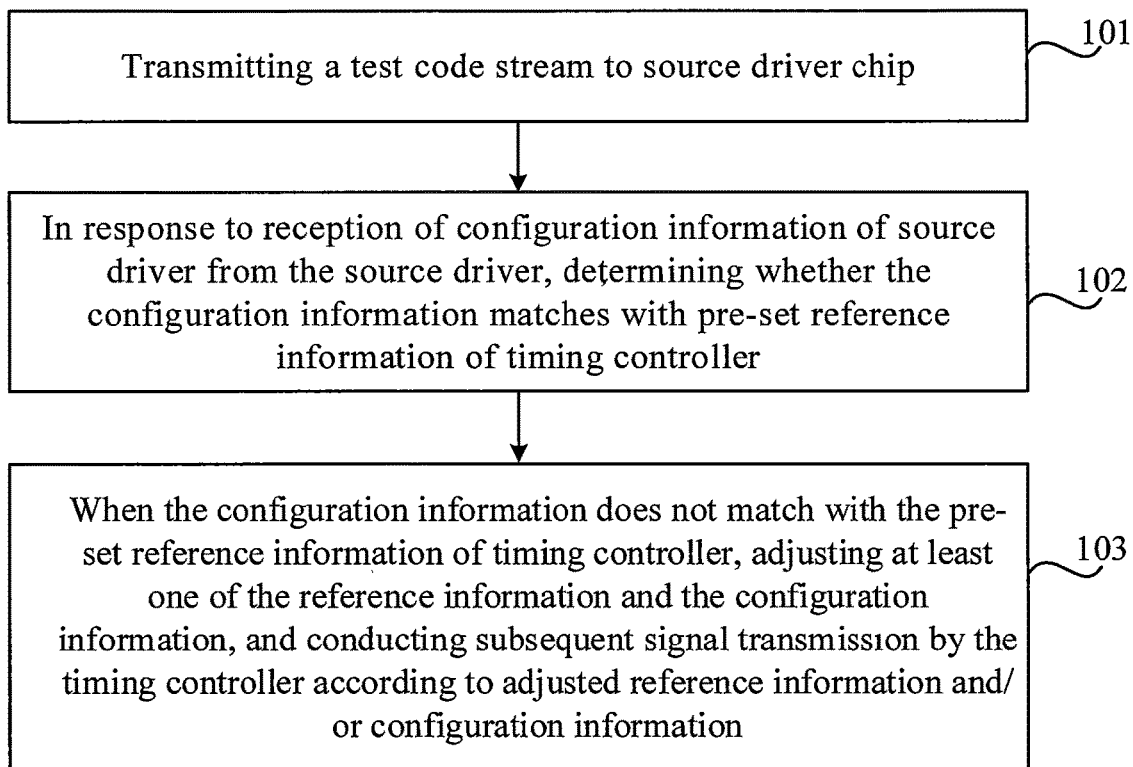 Transmitting a test code stream to source driver chip
101
In response to reception of configuration information of source
driver from the source driver, determining whether the
configuration information matches with pre-set reference
information of timing controller
102
When the configuration information does not match with the pre-
set reference information of timing controller, adjusting at least
one of the reference information and the configuration
information, and conducting subsequent signal transmission by the
timing controller according to adjusted reference information and/
or configuration information
103